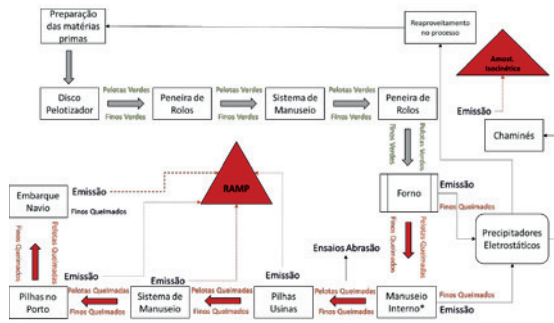 Preparação
das matérias
primas
Reaproveitamento
no processo
Amost.
Isocinética
Emissão
Chaminés
Disco
Pelotizador
Pelotas Verdes
Finos Verdes
Peneira de
Rolos
Pelotas Verdes
Finos Verdes
Sistema de
Manuseio
Pelotas Verdes
Finos Verdes
Peneira de
Rolos
Pelotas Verdes
Finos Verdes
RAMP
Forno
Emissão
Finos Queimados
Precipitadores
Eletrostáticos
Pelotas Queimadas
Finos Queimados
Manuseio
Interno*
Finos Queimados
Emissão
Ensaios Abrasão
Pelotas Queimadas
Finos Queimados
Pilhas
Usinas
Emissão
Pelotas Queimadas
Finos Queimados
Sistema de
Manuseio
Emissão
Pelotas Queimadas
Finos Queimados
Pilhas no
Porto
Emissão
Pelotas Queimadas
Finos Queimados
Embarque
Navio
Emissão
Finos Queimados